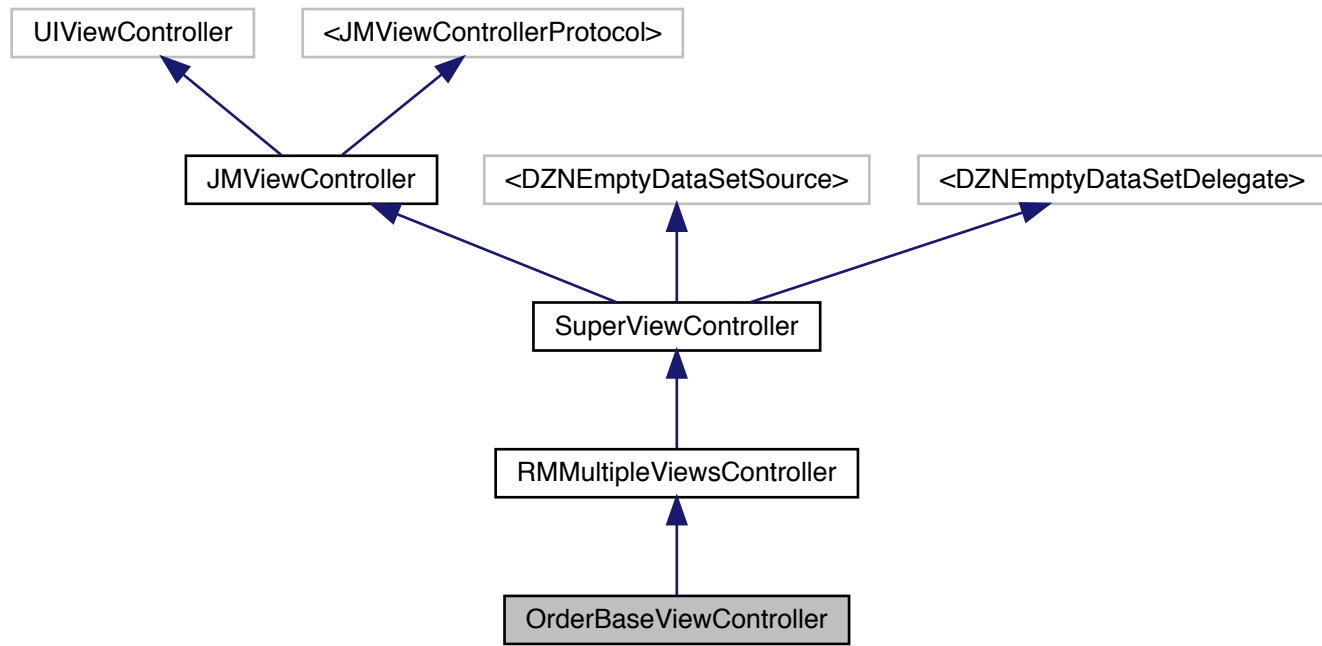 UIViewController
<JMViewControllerProtocol>
JMViewController
<DZNEmptyDataSetSource>
<DZNEmptyDataSetDelegate>
SuperViewController
RMMultipleViewsController
OrderBaseViewController